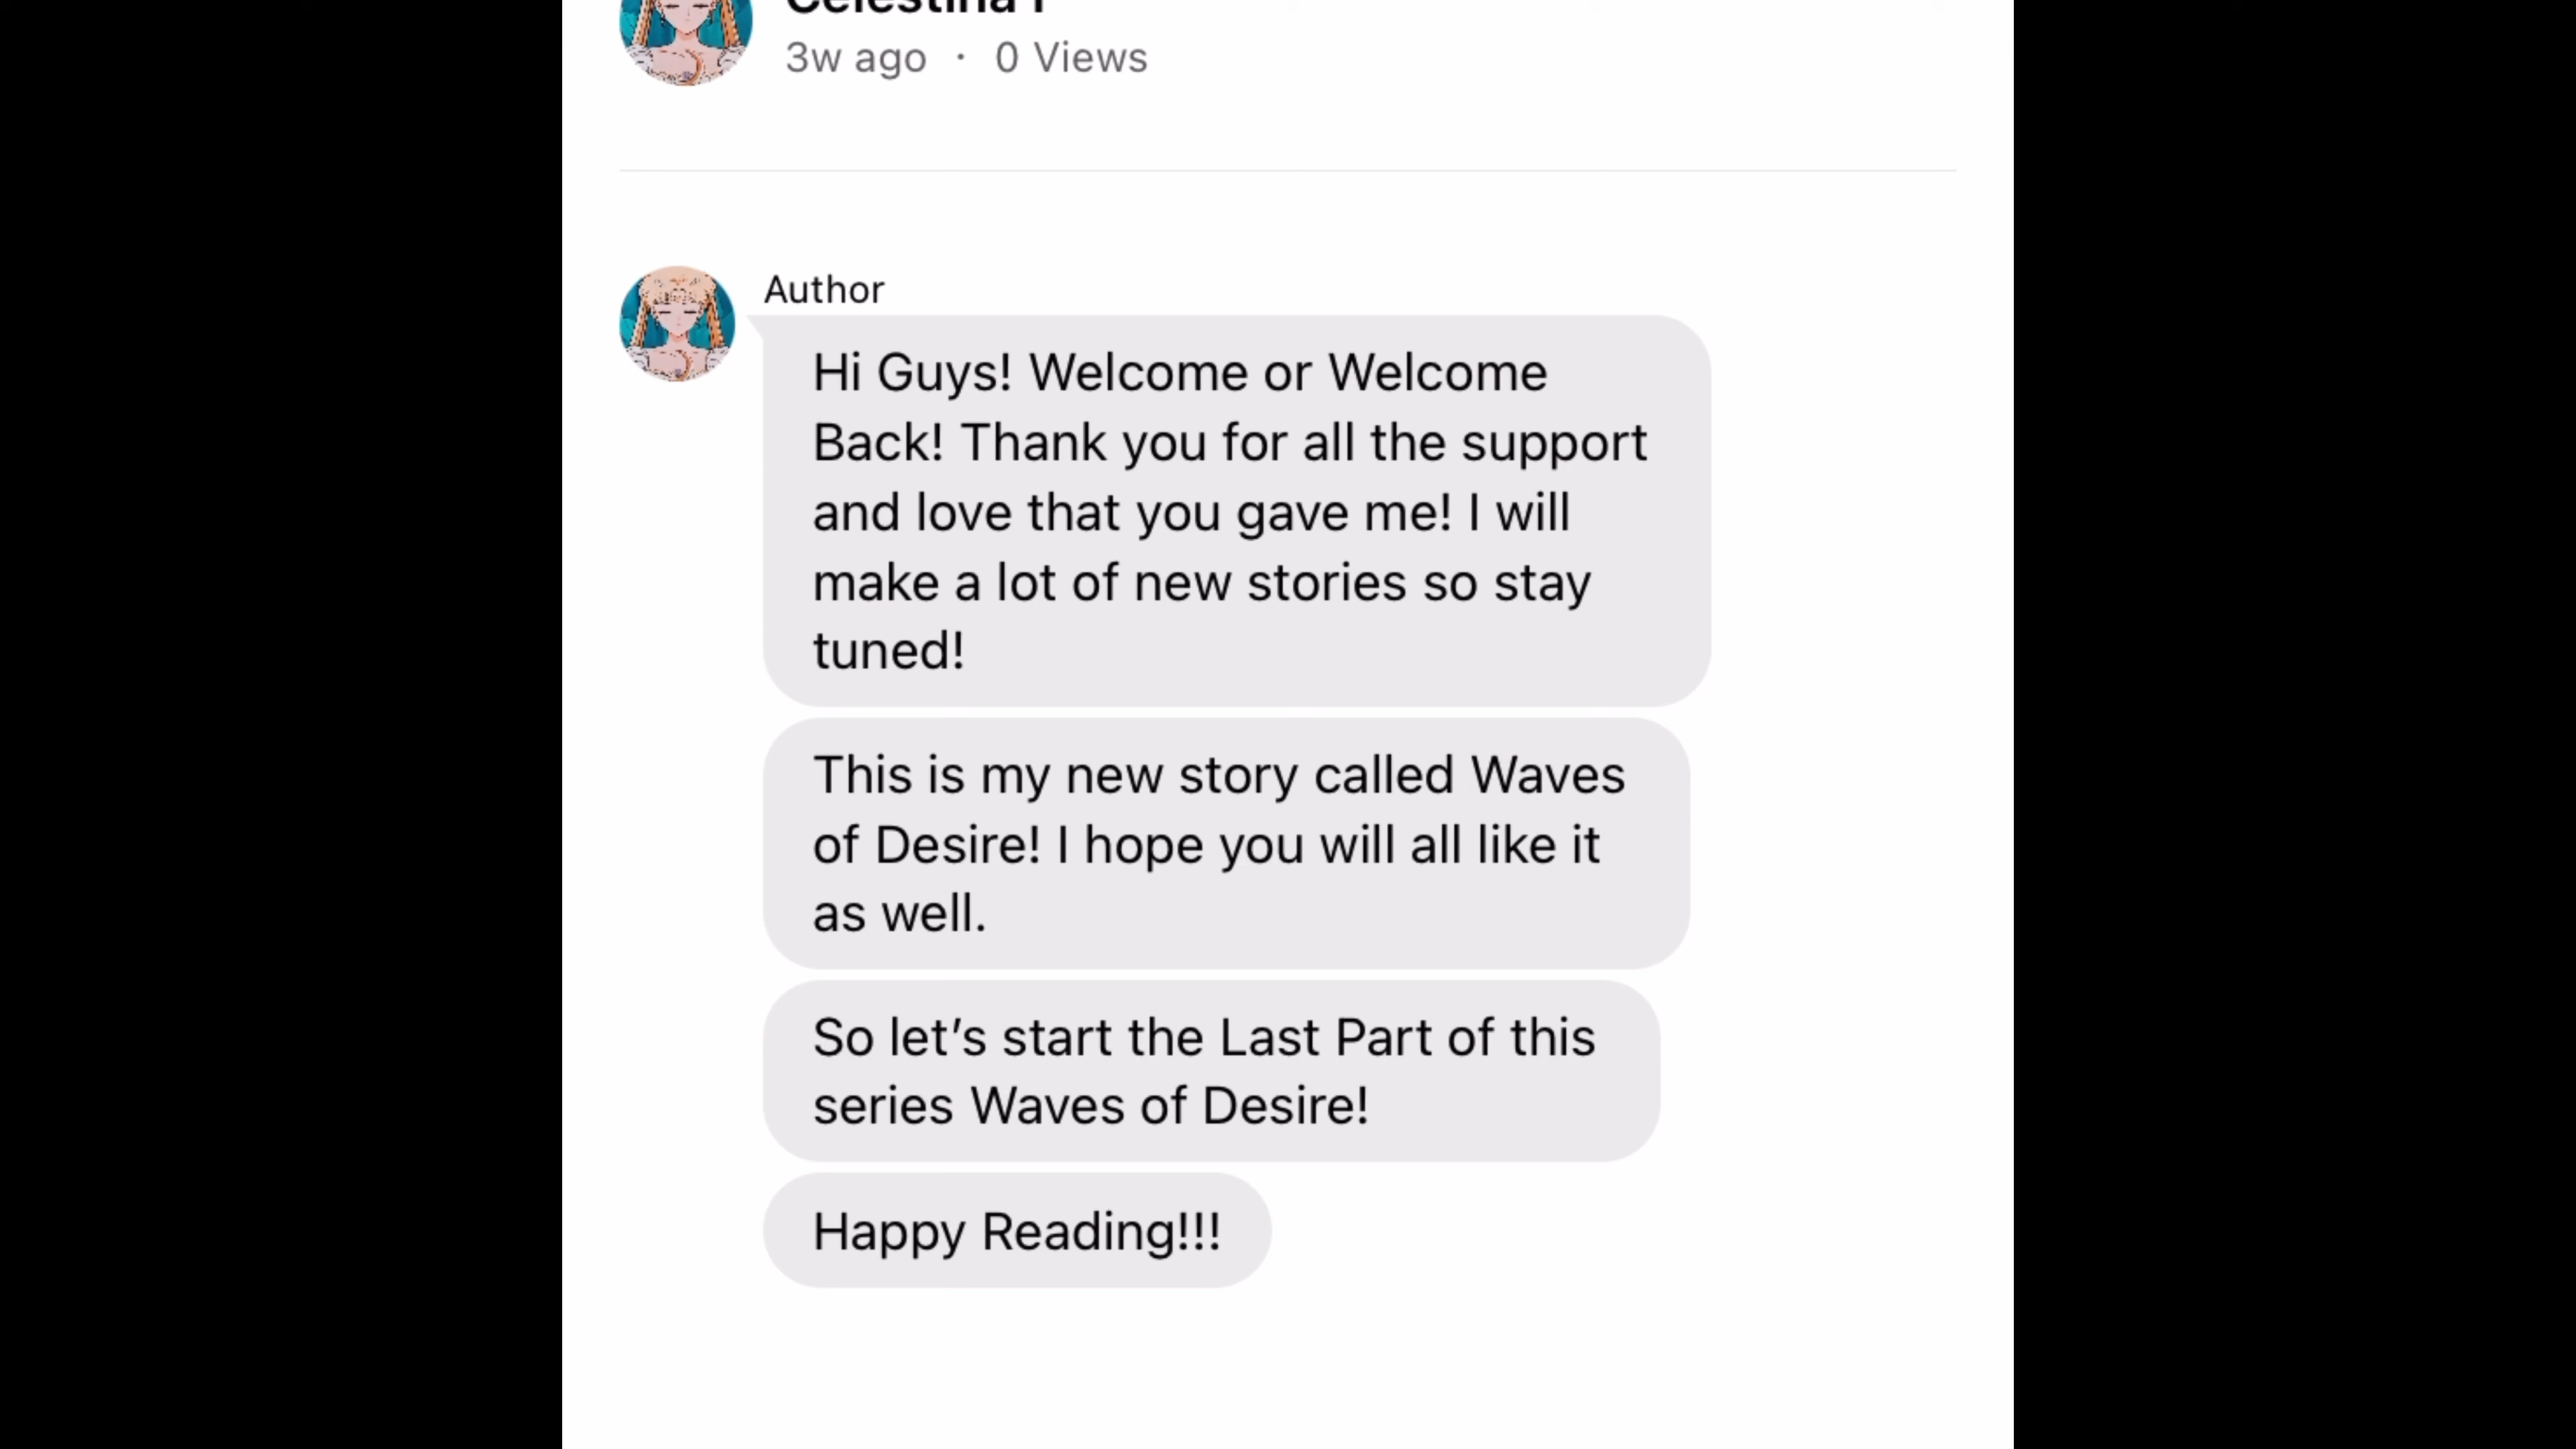 Celestina
3w ago · 0 Views
Author
Hi Guys! Welcome or Welcome
Back! Thank you for all the support
and love that you gave me! I will
make a lot of new stories so stay
tuned!
This is my new story called Waves
of Desire! I hope you will all like it
as well.
So let’s start the Last Part of this
series Waves of Desire!
Happy Reading!!!